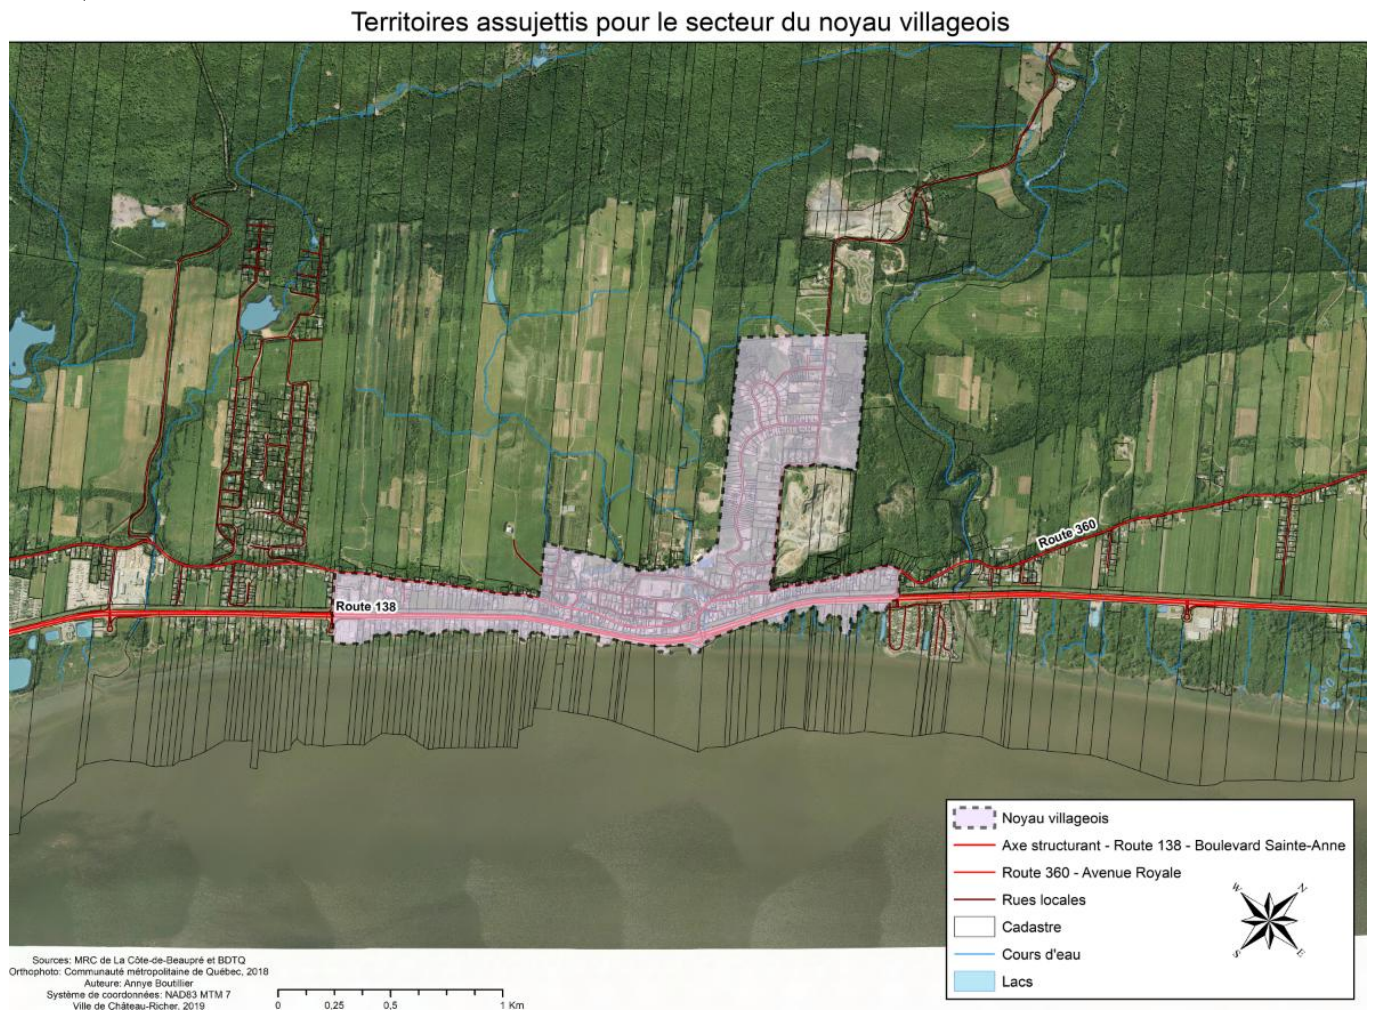 Territoires assujettis pour le secteur du noyau villageois
Route 360
Route 138
Noyau villageois
Axe structurant - Route 138 - Boulevard Sainte-Anne
Route 360 - Avenue Royale
Rues locales
Cadastre
Cours d'eau
Lacs
W
N
S
E
Sources: MRC de La Côte-de-Beaupré et BDTQ
Orthophoto: Communauté métropolitaine de Québec, 2018
Auteure: Annye Boutillier
Système de coordonnées: NAD83 MTM 7
Ville de Château-Richer, 2019
0 0,25 0,5 1 Km